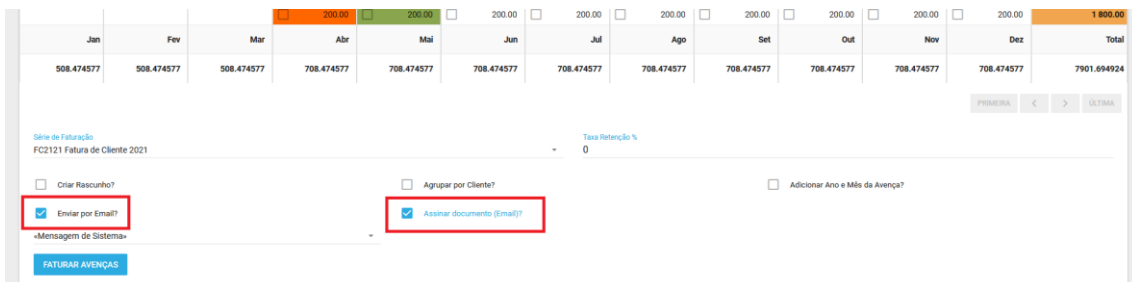 200.00 200.00 200.00 200.00 200.00 200.00 200.00 200.00 200.00 1 800.00
Jan Fev Mar Abr Mai Jun Jul Ago Set Out Nov Dez Total
508.474577 508.474577 508.474577 708.474577 708.474577 708.474577 708.474577 708.474577 708.474577 708.474577 708.474577 708.474577 7901.694924
PRIMEIRA < > ÚLTIMA
Série de Faturação Taxa Retenção %
FC2121 Fatura de Cliente 2021 0
Criar Rascunho? Agrupar por Cliente? Adicionar Ano e Mês da Avença?
Enviar por Email? Assinar documento (Email)?
«Mensagem de Sistema»
FATURAR AVENÇAS